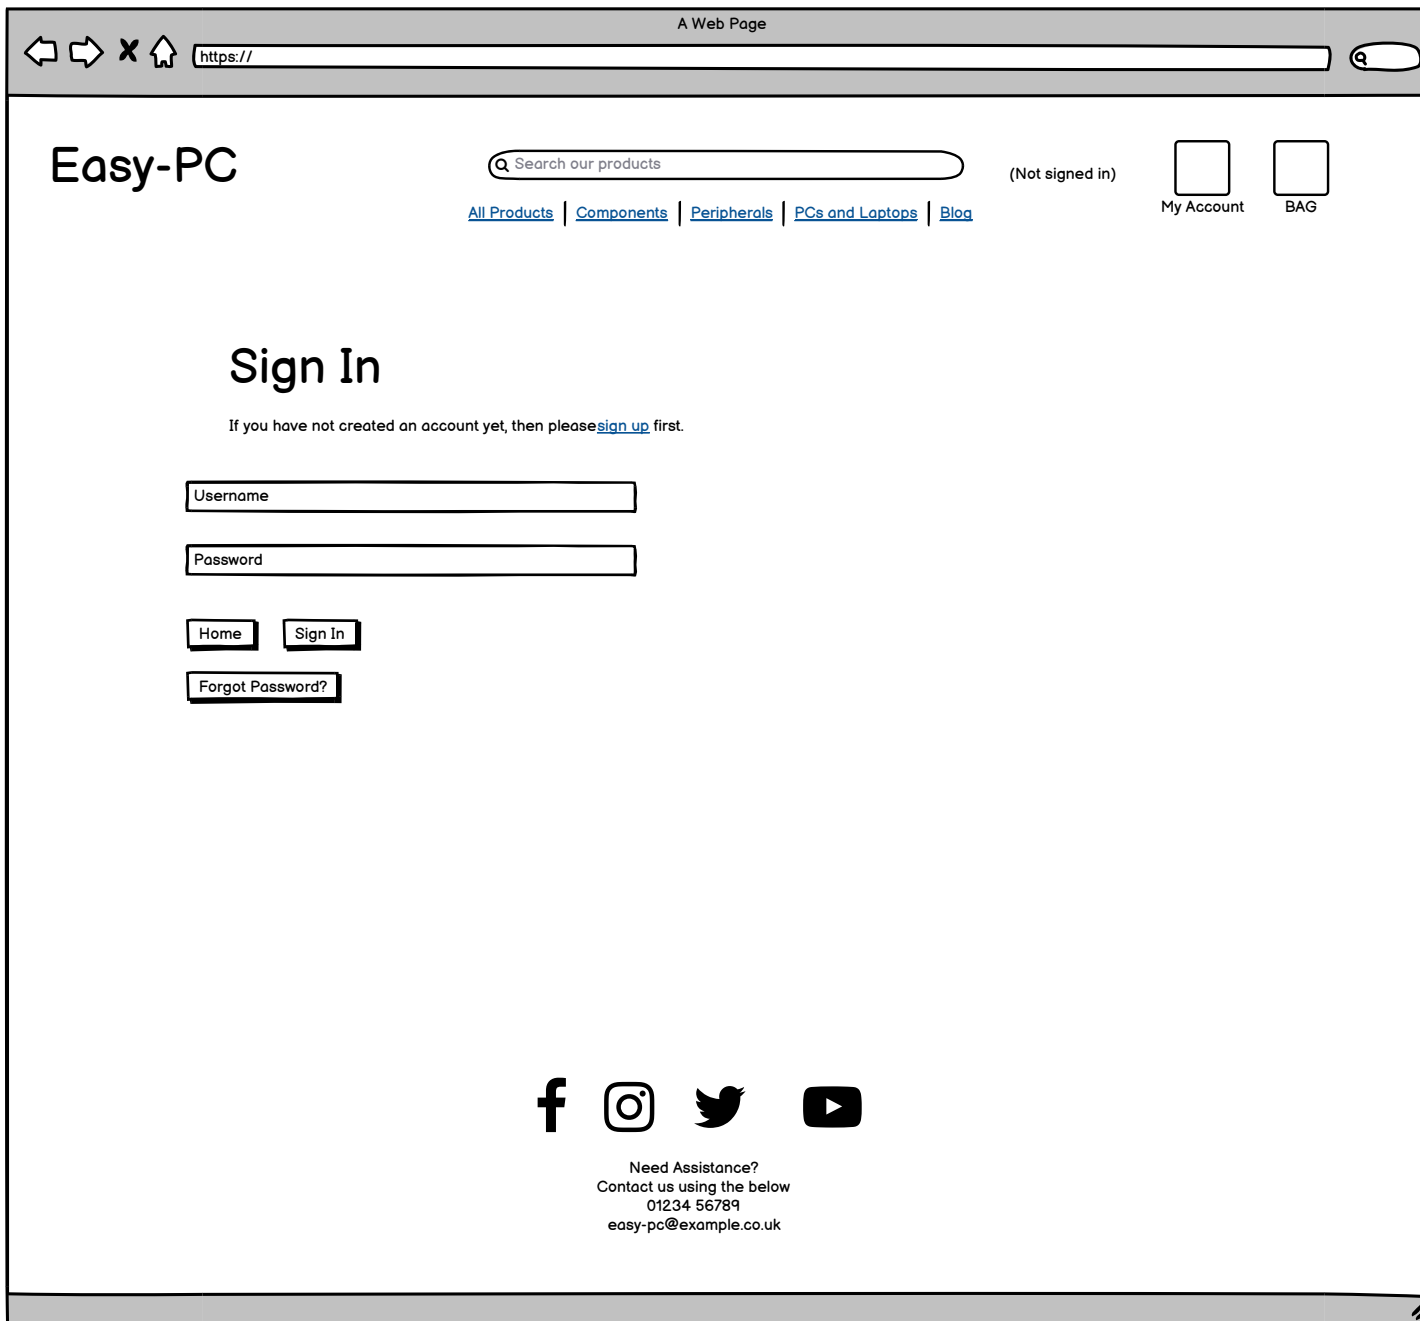 A Web Page
https://
Easy-PC
Search our products
(Not signed in)
My Account
BAG
All Products | Components | Peripherals | PCs and Laptops | Blog
Sign In
If you have not created an account yet, then please sign up first.
Username
Password
Home
Sign In
Forgot Password?
Need Assistance?
Contact us using the below
01234 56789
easy-pc@example.co.uk